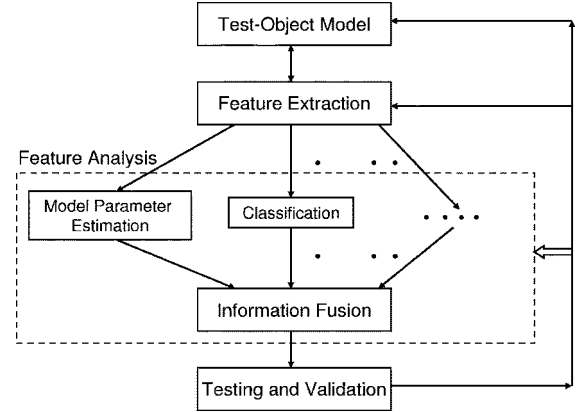 Test-Object Model
Feature Extraction
Feature Analysis
Model Parameter
Estimation
Classification
Information Fusion
Testing and Validation